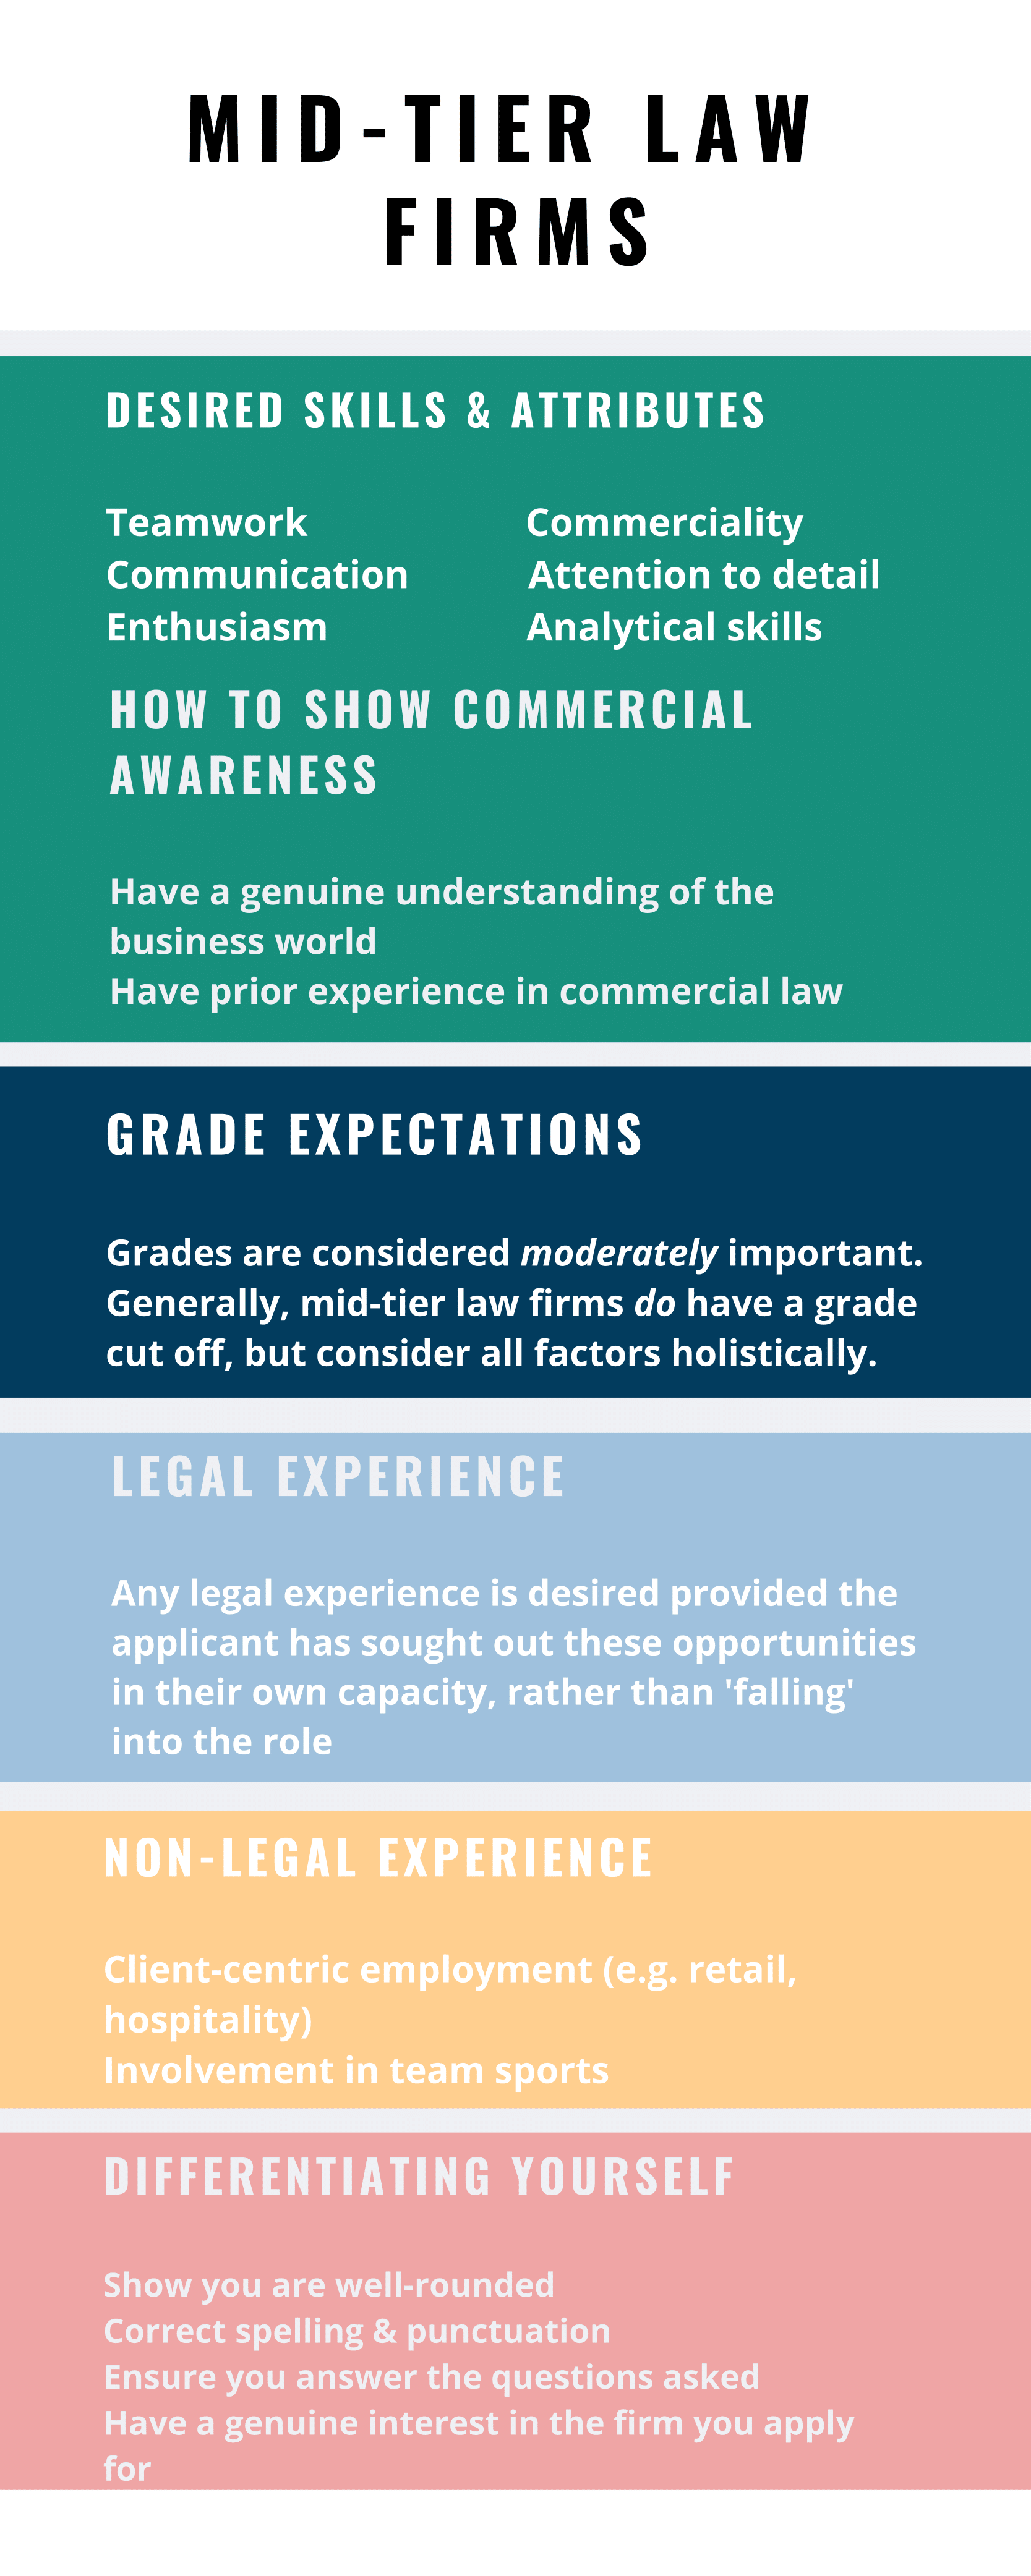 MID-TIER LAW
FIRMS
DESIRED SKILLS & ATTRIBUTES
Teamwork
Communication
Enthusiasm
Commerciality
Attention to detail
Analytical skills
HOW TO SHOW COMMERCIAL
AWARENESS
Have a genuine understanding of the
business world
Have prior experience in commercial law
GRADE EXPECTATIONS
Grades are considered moderately important.
Generally, mid-tier law firms do have a grade
cut off, but consider all factors holistically.
LEGAL EXPERIENCE
Any legal experience is desired provided the
applicant has sought out these opportunities
in their own capacity, rather than 'falling'
into the role
NON-LEGAL EXPERIENCE
Client-centric employment (e.g. retail,
hospitality)
Involvement in team sports
DIFFERENTIATING YOURSELF
Show you are well-rounded
Correct spelling & punctuation
Ensure you answer the questions asked
Have a genuine interest in the firm you apply
for